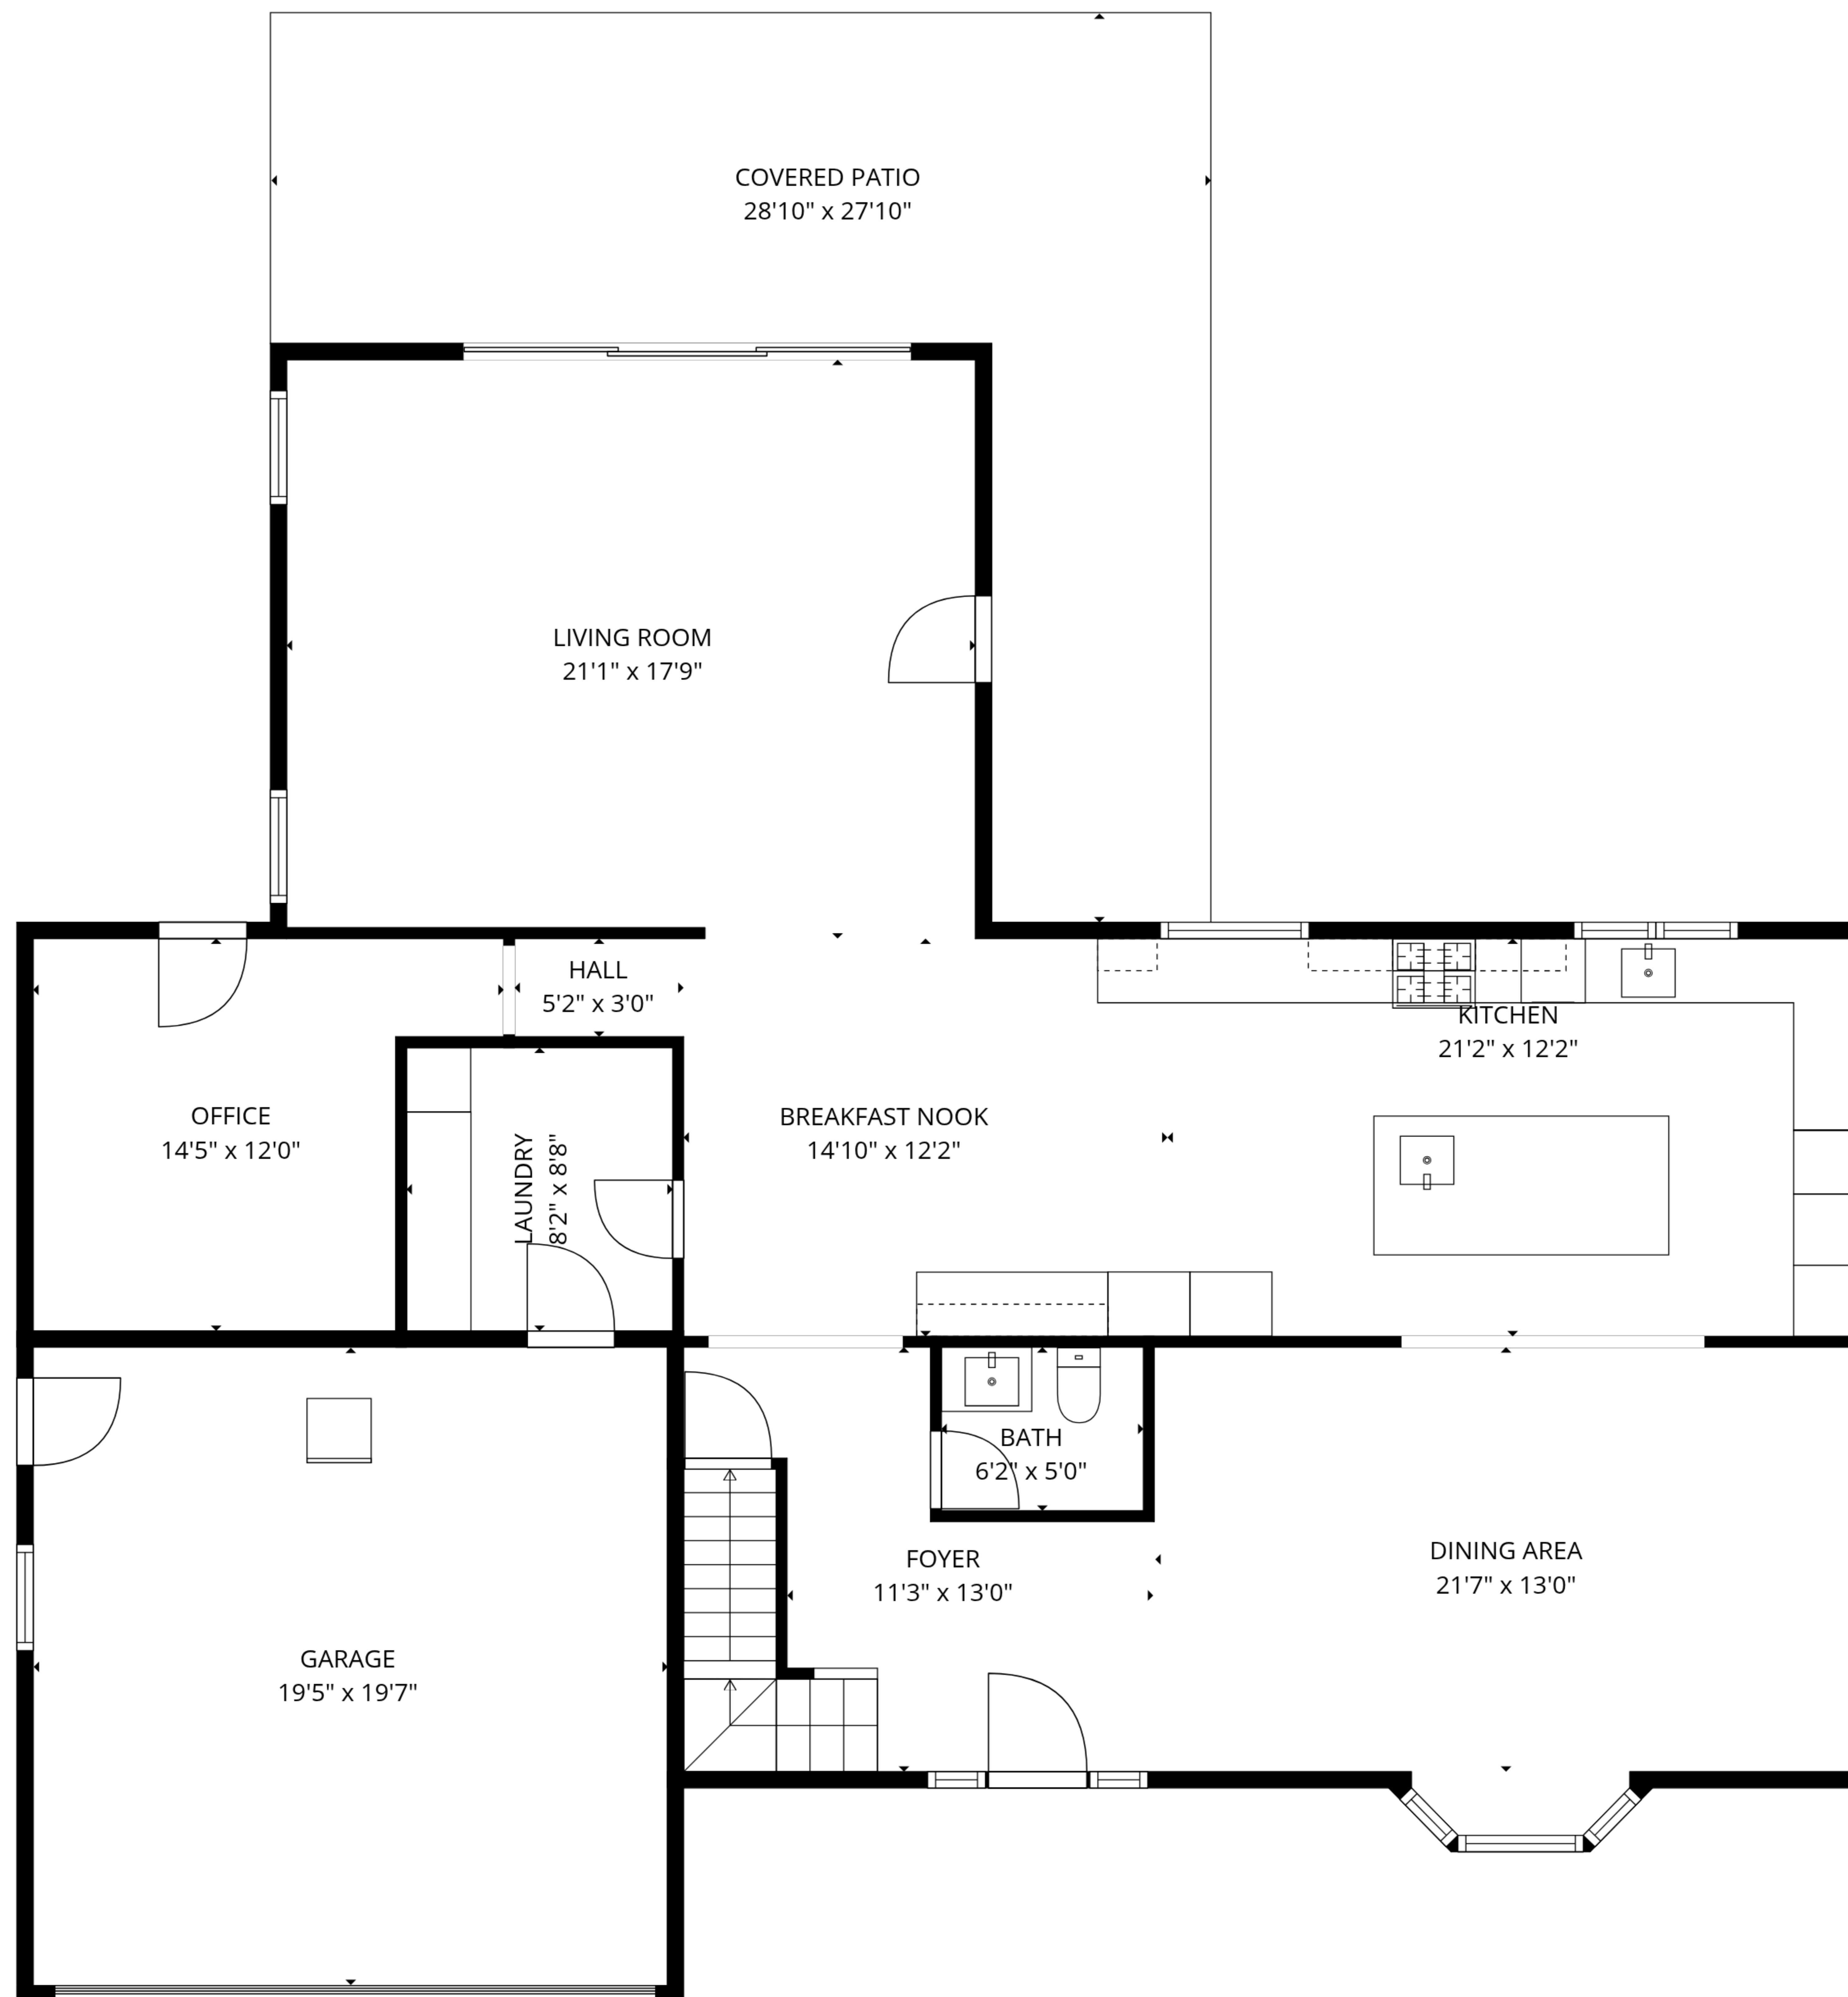 COVERED PATIO
28'10" x 27'10"
LIVING ROOM
21'1" x 17'9"
HALL
5'2" x 3'0"
KITCHEN
21'2" x 12'2"
OFFICE
14'5" x 12'0"
LAUNDRY
8'2" x 8'8"
BREAKFAST NOOK
14'10" x 12'2"
BATH
6'2" x 5'0"
FOYER
11'3" x 13'0"
DINING AREA
21'7" x 13'0"
GARAGE
19'5" x 19'7"